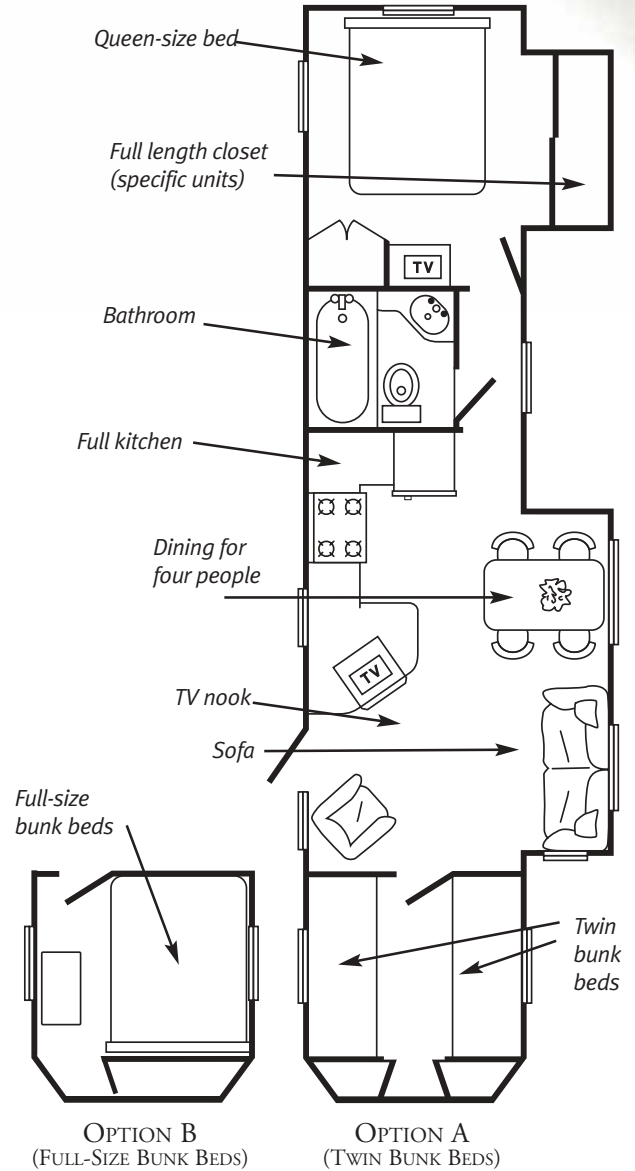 Queen-size bed
Full length closet
(specific units)
TV
Bathroom
Full kitchen
Dining for
four people
TV
TV nook
Sofa
Full-size
bunk beds
Twin
bunk
beds
OPTION B
(FULL-SIZE BUNK BEDS)
OPTION A
(TWIN BUNK BEDS)